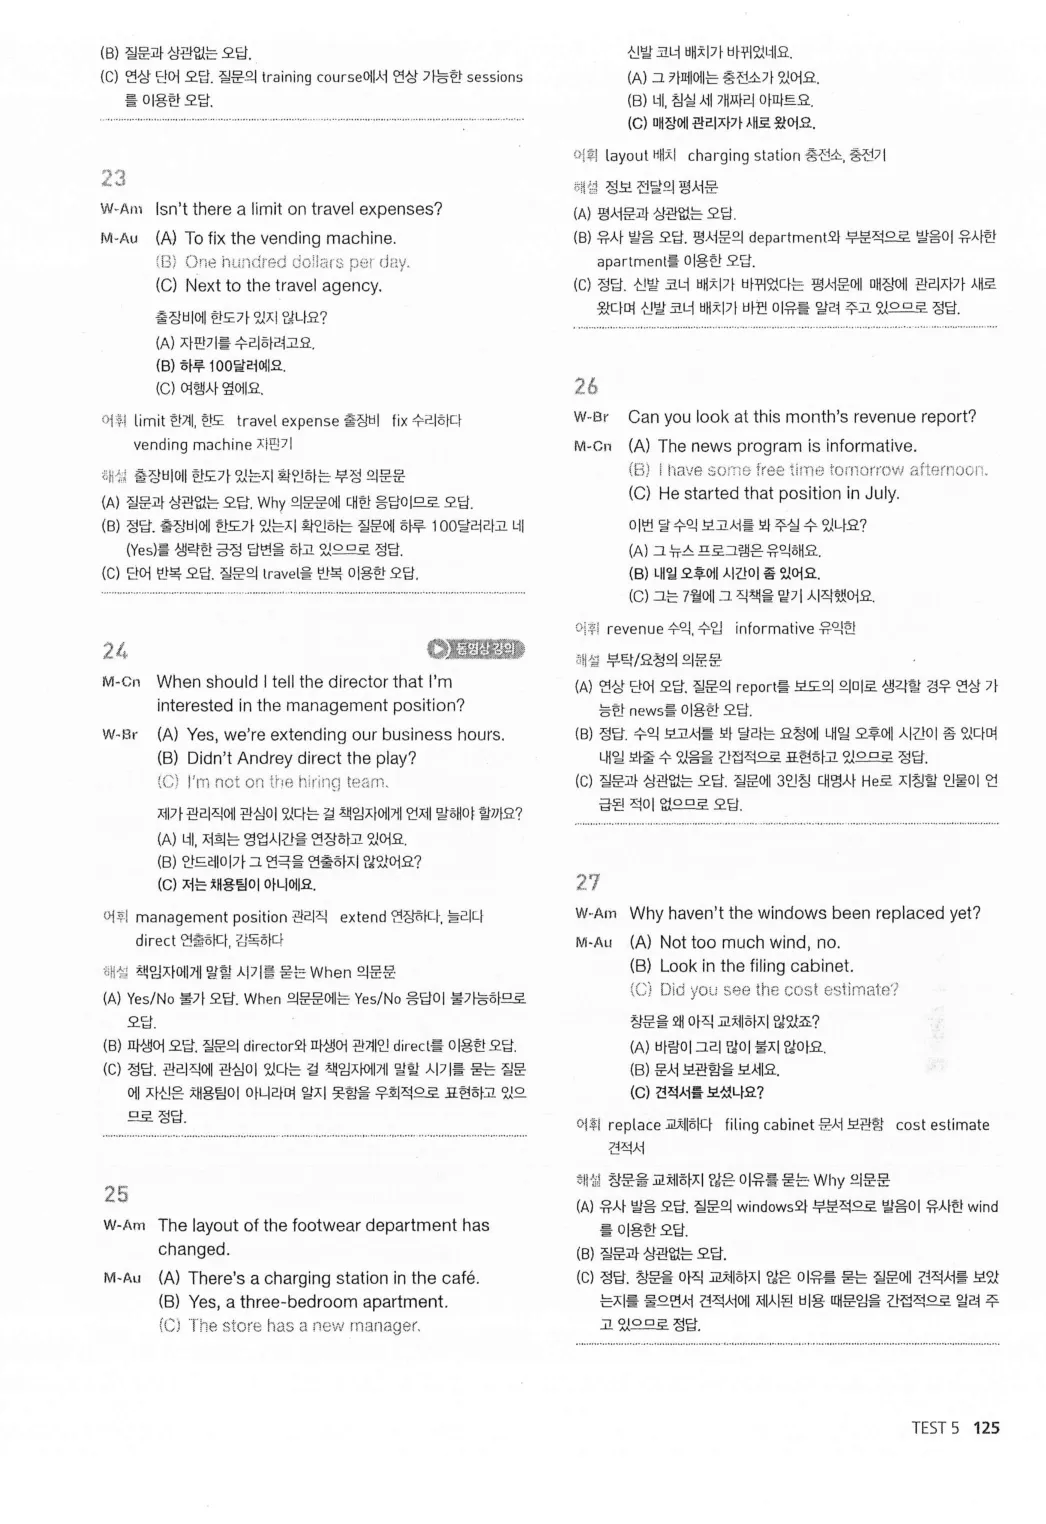 (B) 질문과 상관없는 오답.
(C) 연상 단어 오답. 질문의 training course에서 연상 가능한 sessions
를 이용한 오답.
23
W-Am Isn't there a limit on travel expenses?
M-Au (A) To fix the vending machine.
(B) One hundred dollars per day.
(C) Next to the travel agency.
출장비에 한도가 있지 않나요?
(A) 자판기를 수리하려고요.
(B) 하루 100달러예요.
(C) 여행사 옆에요.
어휘 limit 한계, 한도 travel expense 출장비 fix 수리하다
vending machine 자판기
해설 출장비에 한도가 있는지 확인하는 부정 의문문
(A) 질문과 상관없는 오답. Why 의문문에 대한 응답이므로 오답.
(B) 정답. 출장비에 한도가 있는지 확인하는 질문에 하루 100달러라고 네
(Yes)를 생략한 긍정 답변을 하고 있으므로 정답.
(C) 단어 반복 오답. 질문의 travel을 반복 이용한 오답.
24 동영상 강의
M-Cn When should I tell the director that I'm
interested in the management position?
W-Br (A) Yes, we're extending our business hours.
(B) Didn't Andrey direct the play?
(C) I'm not on the hiring team.
제가 관리직에 관심이 있다는 걸 책임자에게 언제 말해야 할까요?
(A) 네, 저희는 영업시간을 연장하고 있어요.
(B) 안드레이가 그 연극을 연출하지 않았어요?
(C) 저는 채용팀이 아니에요.
어휘 management position 관리직 extend 연장하다, 늘리다
direct 연출하다, 감독하다
해설 책임자에게 말할 시기를 묻는 When 의문문
(A) Yes/No 불가 오답. When 의문문에는 Yes/No 응답이 불가능하므로
오답.
(B) 파생어 오답. 질문의 director와 파생어 관계인 direct를 이용한 오답.
(C) 정답. 관리직에 관심이 있다는 걸 책임자에게 말할 시기를 묻는 질문
에 자신은 채용팀이 아니라며 알지 못함을 우회적으로 표현하고 있으
므로 정답.
25
W-Am The layout of the footwear department has
changed.
M-Au (A) There's a charging station in the café.
(B) Yes, a three-bedroom apartment.
(C) The store has a new manager.
신발 코너 배치가 바뀌었네요.
(A) 그 카페에는 충전소가 있어요.
(B) 네, 침실 세 개짜리 아파트요.
(C) 매장에 관리자가 새로 왔어요.
어휘 layout 배치 charging station 충전소, 충전기
해설 정보 전달의 평서문
(A) 평서문과 상관없는 오답.
(B) 유사 발음 오답. 평서문의 department와 부분적으로 발음이 유사한
apartment를 이용한 오답.
(C) 정답. 신발 코너 배치가 바뀌었다는 평서문에 매장에 관리자가 새로
왔다며 신발 코너 배치가 바뀐 이유를 알려 주고 있으므로 정답.
26
W-Br Can you look at this month's revenue report?
M-Cn (A) The news program is informative.
(B) I have some free time tomorrow afternoon.
(C) He started that position in July.
이번 달 수익 보고서를 봐 주실 수 있나요?
(A) 그 뉴스 프로그램은 유익해요.
(B) 내일 오후에 시간이 좀 있어요.
(C) 그는 7월에 그 직책을 맡기 시작했어요.
어휘 revenue 수익, 수입 informative 유익한
해설 부탁/요청의 의문문
(A) 연상 단어 오답. 질문의 report를 보도의 의미로 생각할 경우 연상 가
능한 news를 이용한 오답.
(B) 정답. 수익 보고서를 봐 달라는 요청에 내일 오후에 시간이 좀 있다며
내일 봐줄 수 있음을 간접적으로 표현하고 있으므로 정답.
(C) 질문과 상관없는 오답. 질문에 3인칭 대명사 He로 지칭할 인물이 언
급된 적이 없으므로 오답.
27
W-Am Why haven't the windows been replaced yet?
M-Au (A) Not too much wind, no.
(B) Look in the filing cabinet.
(C) Did you see the cost estimate?
창문을 왜 아직 교체하지 않았죠?
(A) 바람이 그리 많이 불지 않아요.
(B) 문서 보관함을 보세요.
(C) 견적서를 보셨나요?
어휘 replace 교체하다 filing cabinet 문서 보관함 cost estimate
견적서
해설 창문을 교체하지 않은 이유를 묻는 Why 의문문
(A) 유사 발음 오답. 질문의 windows와 부분적으로 발음이 유사한 wind
를 이용한 오답.
(B) 질문과 상관없는 오답.
(C) 정답. 창문을 아직 교체하지 않은 이유를 묻는 질문에 견적서를 보았
는지를 물으면서 견적서에 제시된 비용 때문임을 간접적으로 알려 주
고 있으므로 정답.
TEST 5 125